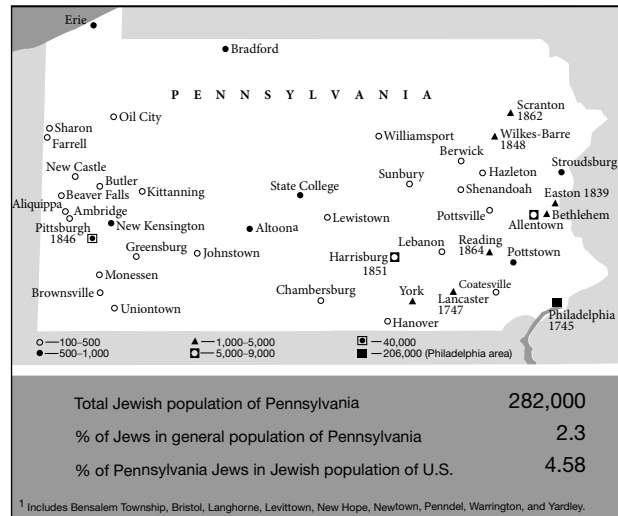 Erie
Bradford
P E N N S Y L V A N I A
Scranton
1862
Oil City
Sharon
Farrell
Williamsport
Wilkes-Barre
1848
Berwick
Stroudsburg
New Castle
Butler
Kittanning
State College
Sunbury
Hazleton
Shenandoah
Easton 1839
Beaver Falls
Aliquippa
Ambridge
Pittsburgh
1846
New Kensington
Altoona
Lewistown
Pottsville
Allentown
Bethlehem
Greensburg
Johnstown
Harrisburg
1851
Lebanon
Reading
1864
Pottstown
Monessen
Brownsville
Uniontown
Chambersburg
York
Lancaster
1747
Coatesville
Hanover
Philadelphia
1745
—100–500
—1,000–5,000
—40,000
—500–1,000
—5,000–9,000
—206,000 (Philadelphia area)
Total Jewish population of Pennsylvania 282,000
% of Jews in general population of Pennsylvania 2.3
% of Pennsylvania Jews in Jewish population of U.S. 4.58
1 Includes Bensalem Township, Bristol, Langhorne, Levittown, New Hope, Newtown, Penndel, Warrington, and Yardley.